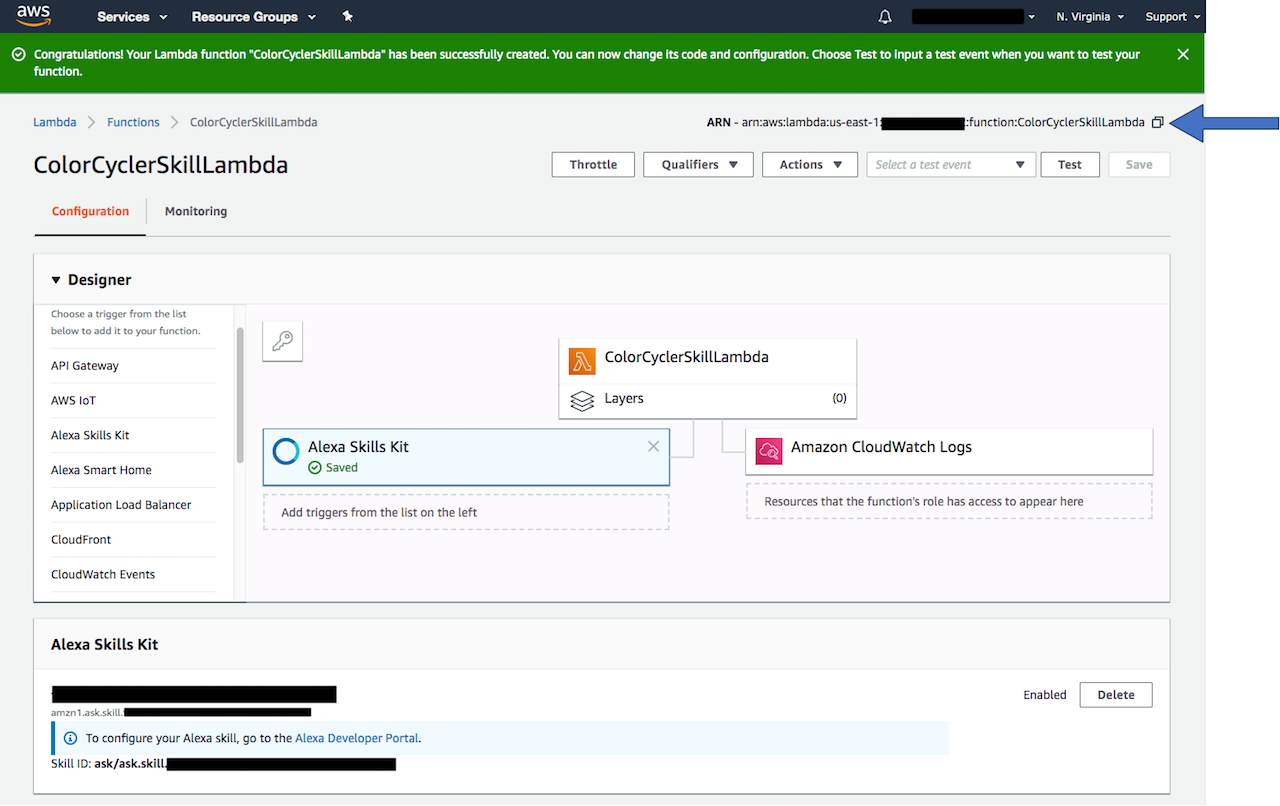 aws Services Resource Groups N. Virginia Support
Congratulations! Your Lambda function "ColorCyclerSkillLambda" has been successfully created. You can now change its code and configuration. Choose Test to input a test event when you want to test your
function.
Lambda Functions ColorCyclerSkillLambda
ARN - arn:aws:lambda:us-east-1: :function:ColorCyclerSkillLambda
ColorCyclerSkillLambda
Throttle Qualifiers Actions Select a test event Test Save
Configuration Monitoring
Designer
Choose a trigger from the list
below to add it to your function.
API Gateway
AWS IoT
Alexa Skills Kit
Alexa Smart Home
Application Load Balancer
CloudFront
CloudWatch Events
ColorCyclerSkillLambda
Layers (0)
Alexa Skills Kit
Saved
Add triggers from the list on the left
Amazon CloudWatch Logs
Resources that the function's role has access to appear here
Alexa Skills Kit
Enabled Delete
amzn1.ask.skill.
To configure your Alexa skill, go to the Alexa Developer Portal.
Skill ID: ask/ask.skill.